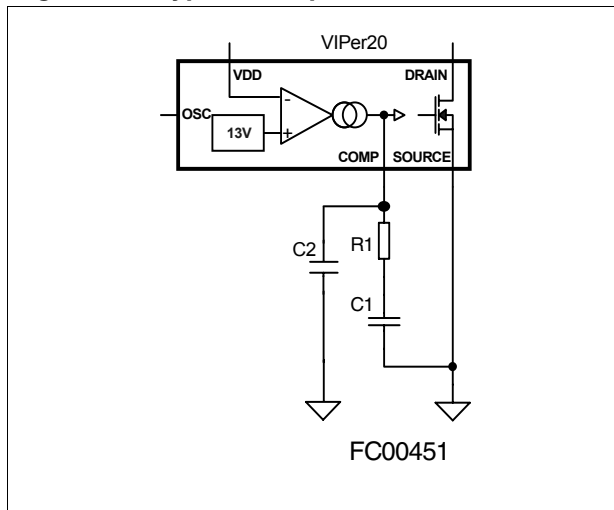 VIPer20
VDD
DRAIN
-
OSC
13V
+
COMP SOURCE
C2
R1
C1
FC00451